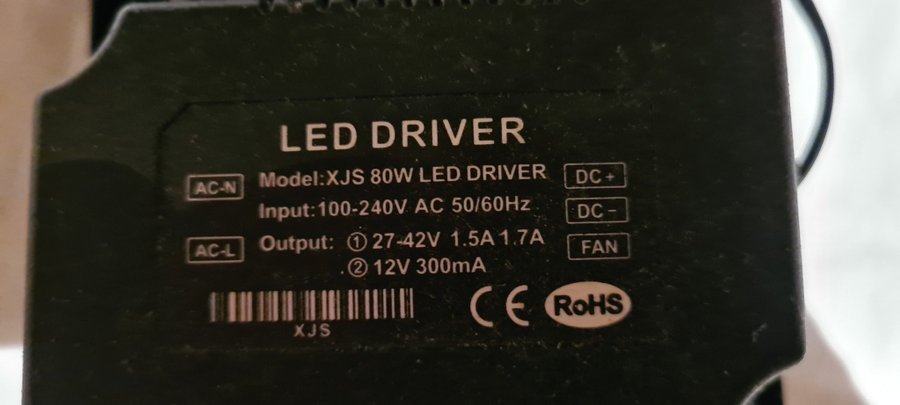 LED DRIVER
AC-N
Model:XJS 80W LED DRIVER
DC+
Input:100-240V AC 50/60Hz
DC-
AC-L
Output: ① 27-42V 1.5A 1.7A
FAN
② 12V 300mA
CE RoHS
XJS